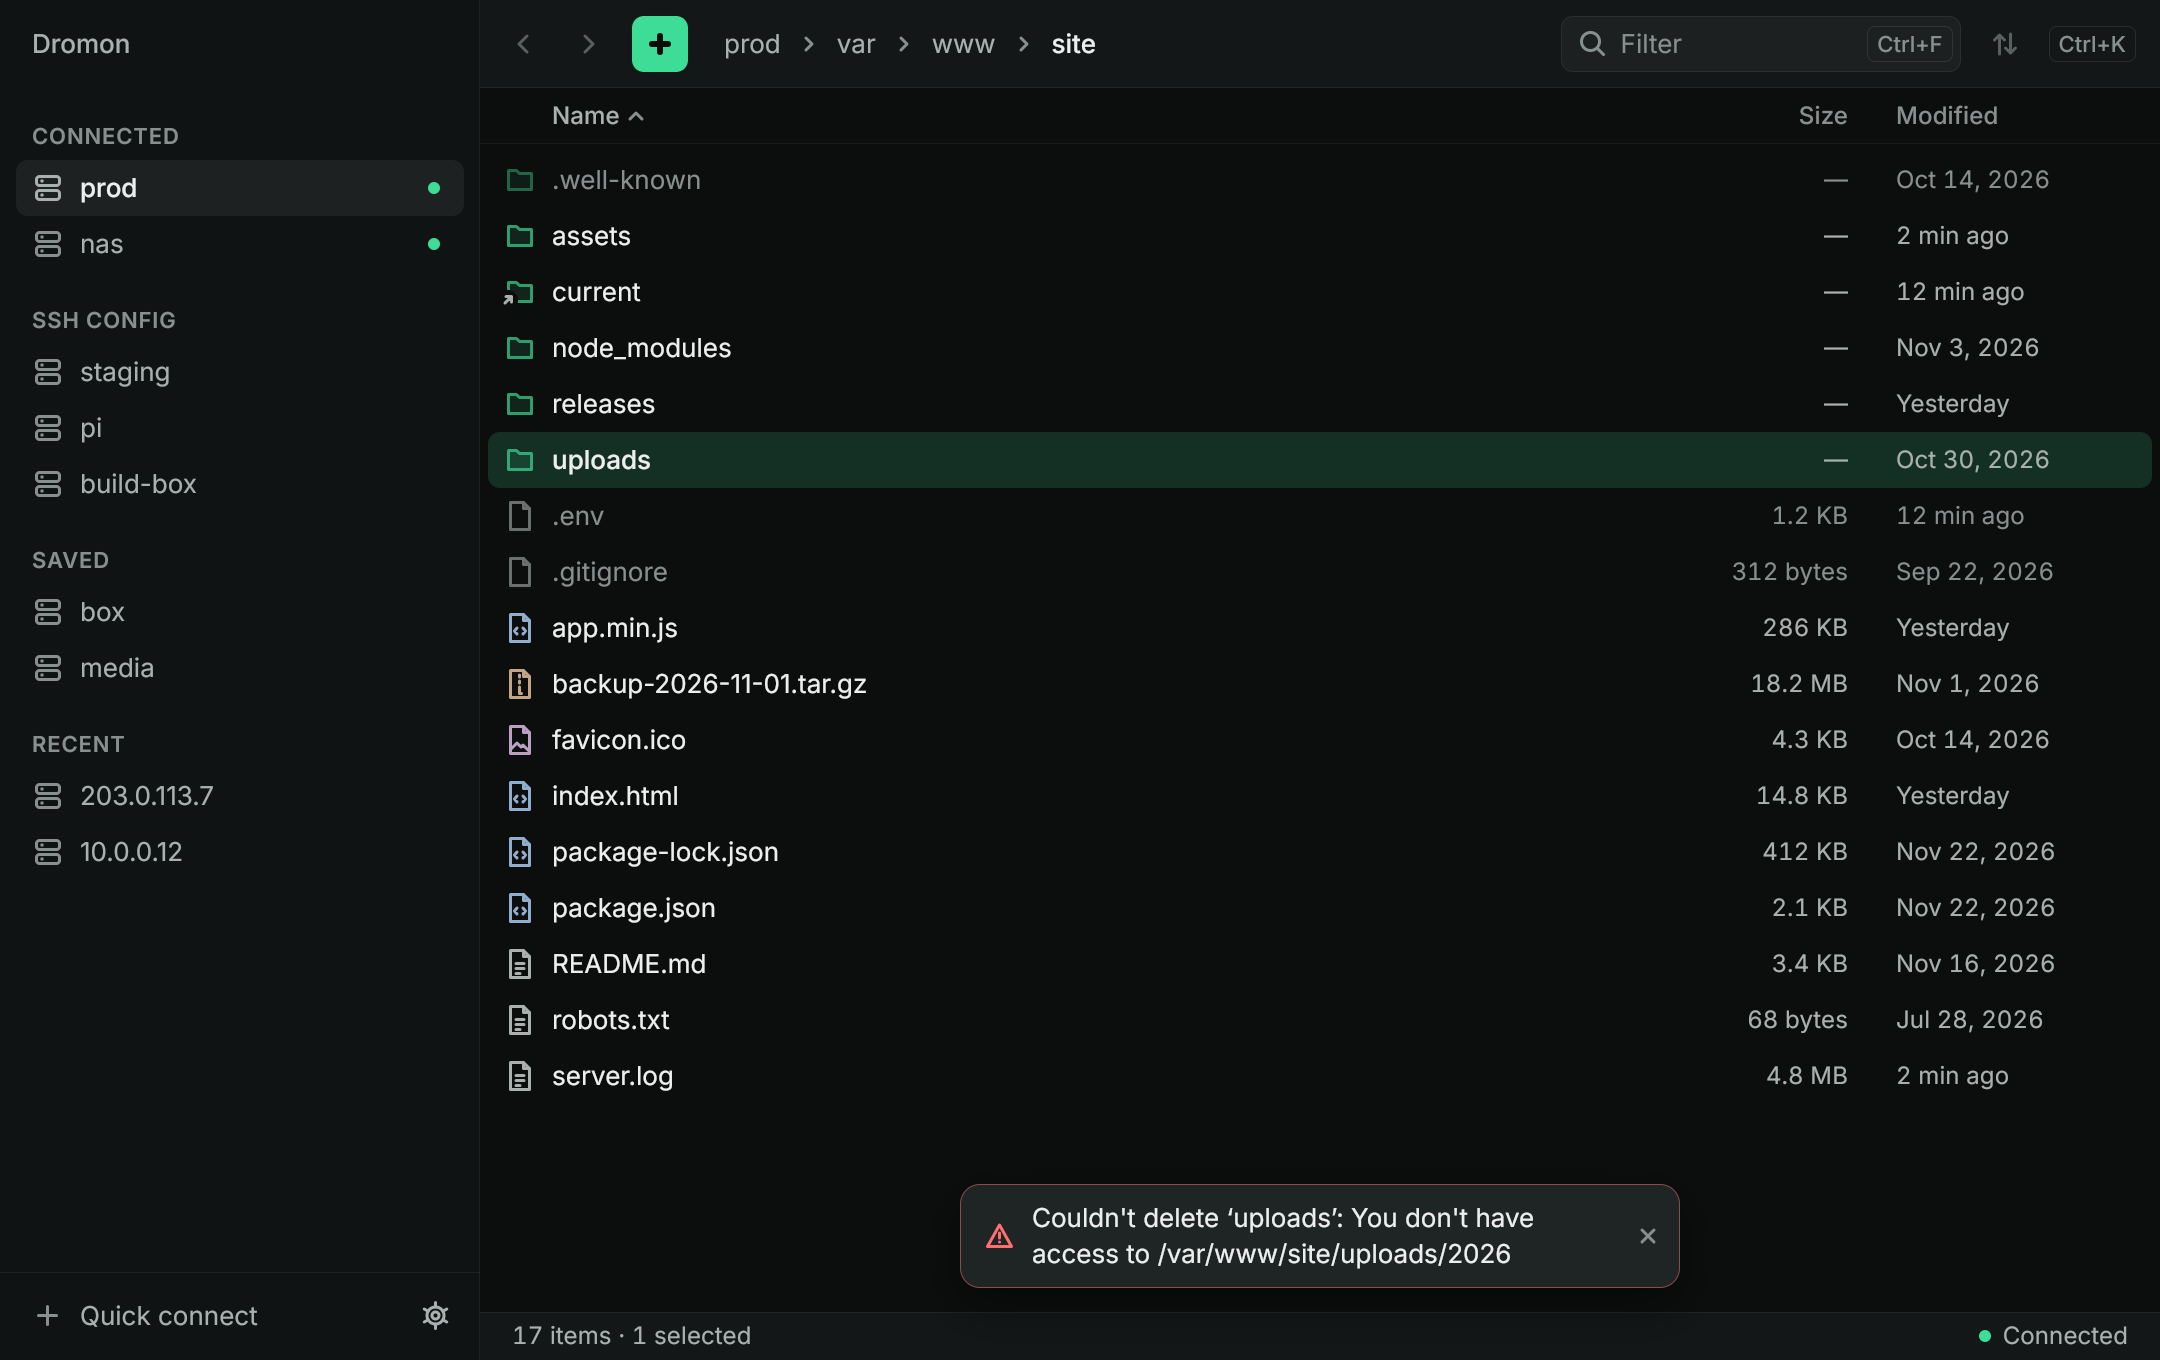 Dromon
CONNECTED
prod
nas
SSH CONFIG
staging
pi
build-box
SAVED
box
media
RECENT
203.0.113.7
10.0.0.12
Quick connect
prod > var > www > site
Filter Ctrl+F
Ctrl+K
Name Size Modified
.well-known — Oct 14, 2026
assets — 2 min ago
current — 12 min ago
node_modules — Nov 3, 2026
releases — Yesterday
uploads — Oct 30, 2026
.env 1.2 KB 12 min ago
.gitignore 312 bytes Sep 22, 2026
app.min.js 286 KB Yesterday
backup-2026-11-01.tar.gz 18.2 MB Nov 1, 2026
favicon.ico 4.3 KB Oct 14, 2026
index.html 14.8 KB Yesterday
package-lock.json 412 KB Nov 22, 2026
package.json 2.1 KB Nov 22, 2026
README.md 3.4 KB Nov 16, 2026
robots.txt 68 bytes Jul 28, 2026
server.log 4.8 MB 2 min ago
Couldn't delete ‘uploads’: You don't have
access to /var/www/site/uploads/2026
17 items · 1 selected
Connected